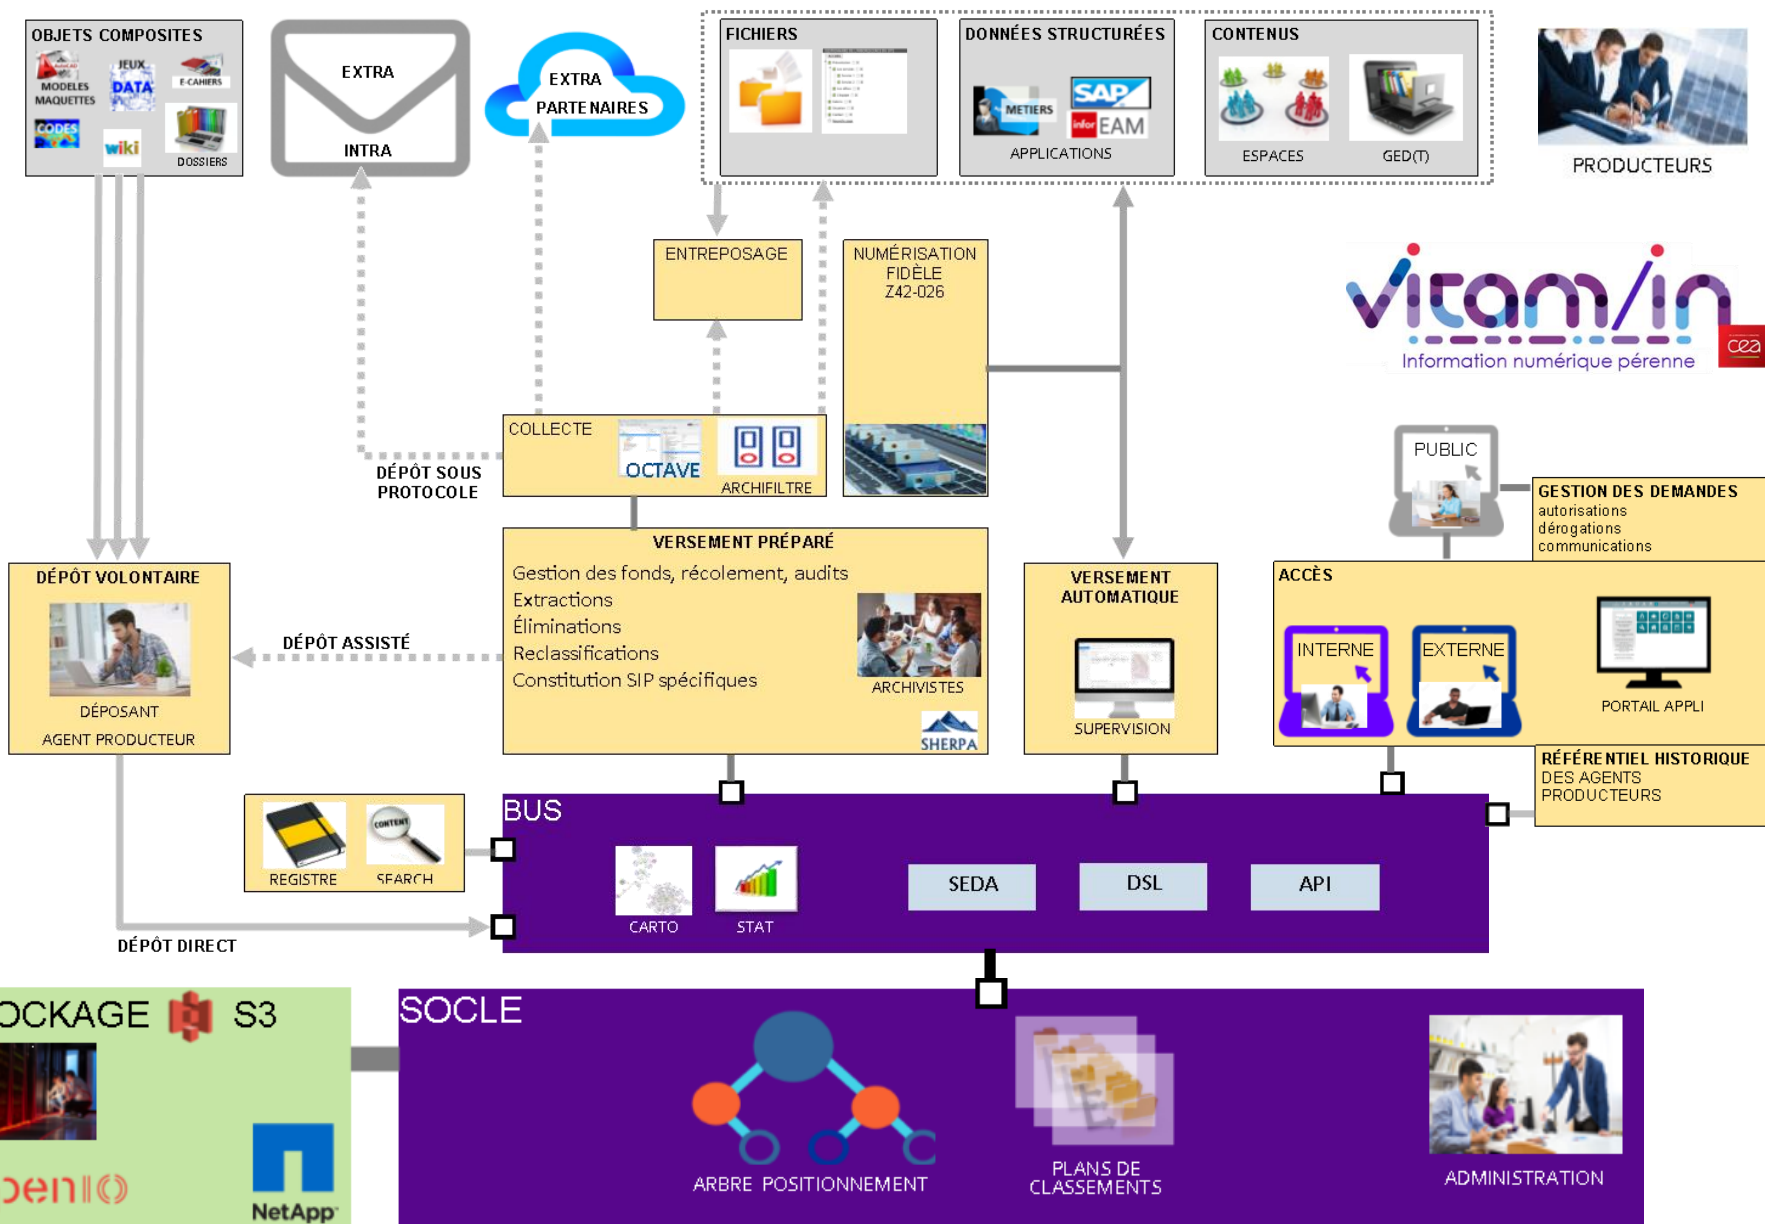 OBJETS COMPOSITES
JEUX
DATA
E-CAHIERS
MODELES
MAQUETTES
CODES
wiki
DOSSIERS
EXTRA
INTRA
EXTRA
PARTENAIRES
FICHIERS
DONNÉES STRUCTURÉES
METIERS
SAP
infor EAM
APPLICATIONS
CONTENUS
ESPACES
GED(T)
PRODUCTEURS
ENTREPOSAGE
NUMÉRISATION
FIDÈLE
Z42-026
vitam/in
Information numérique pérenne
cea
COLLECTE
OCTAVE
ARCHIFILTRE
DÉPÔT SOUS
PROTOCOLE
PUBLIC
GESTION DES DEMANDES
autorisations
dérogations
communications
VERSEMENT PRÉPARÉ
Gestion des fonds, récolement, audits
Extractions
Éliminations
Reclassifications
Constitution SIP spécifiques
ARCHIVISTES
SHERPA
DÉPÔT VOLONTAIRE
DÉPOSANT
AGENT PRODUCTEUR
DÉPÔT ASSISTÉ
VERSEMENT
AUTOMATIQUE
SUPERVISION
ACCÈS
INTERNE
EXTERNE
PORTAIL APPLI
RÉFÉRENTIEL HISTORIQUE
DES AGENTS
PRODUCTEURS
CONTENT
REGISTRE
SEARCH
BUS
CARTO
STAT
SEDA
DSL
API
DÉPÔT DIRECT
OCKAGE S3
penIO
NetApp
SOCLE
ARBRE POSITIONNEMENT
PLANS DE
CLASSEMENTS
ADMINISTRATION